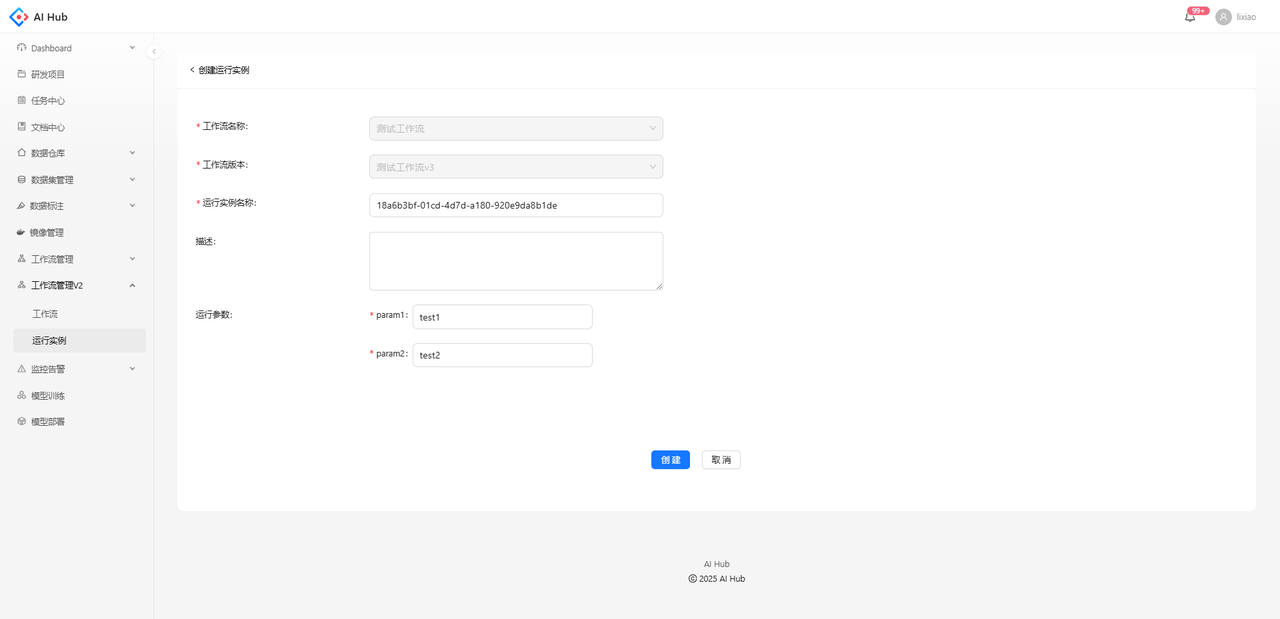 AI Hub
99+
lixiao
Dashboard
研发项目
任务中心
文档中心
数据仓库
数据集管理
数据标注
镜像管理
工作流管理
工作流管理V2
工作流
运行实例
监控告警
模型训练
模型部署
创建运行实例
* 工作流名称:
测试工作流
* 工作流版本:
测试工作流v3
* 运行实例名称:
18a6b3bf-01cd-4d7d-a180-920e9da8b1de
描述:
运行参数:
* param1:
test1
* param2:
test2
创 建
取 消
AI Hub
© 2025 AI Hub